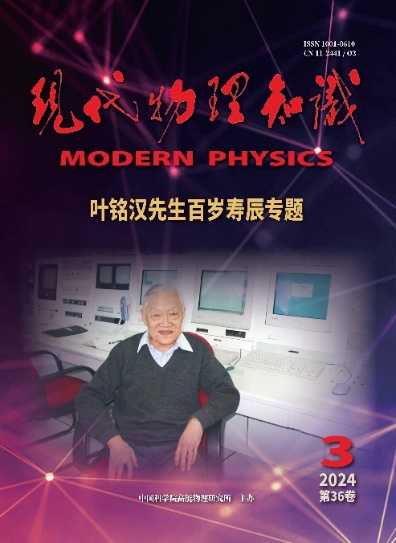 ISSN 1001-0610
CN 11-2441 / O3
现代物理知识
MODERN PHYSICS
叶铭汉先生百岁寿辰专题
3
2024
第36卷
中国科学院高能物理研究所 主办